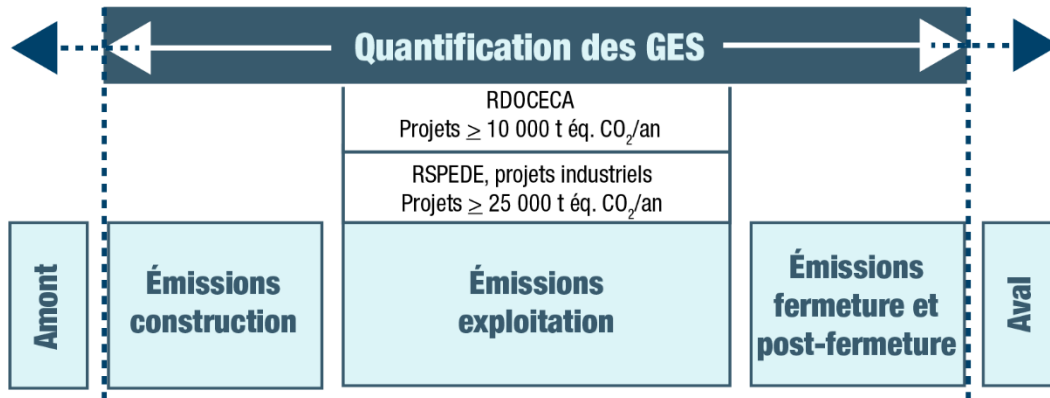 Quantification des GES
RDOCECA
Projets ≥ 10 000 t éq. CO₂/an
RSPEDE, projets industriels
Projets ≥ 25 000 t éq. CO₂/an
Amont
Émissions
construction
Émissions
exploitation
Émissions
fermeture et
post-fermeture
Aval